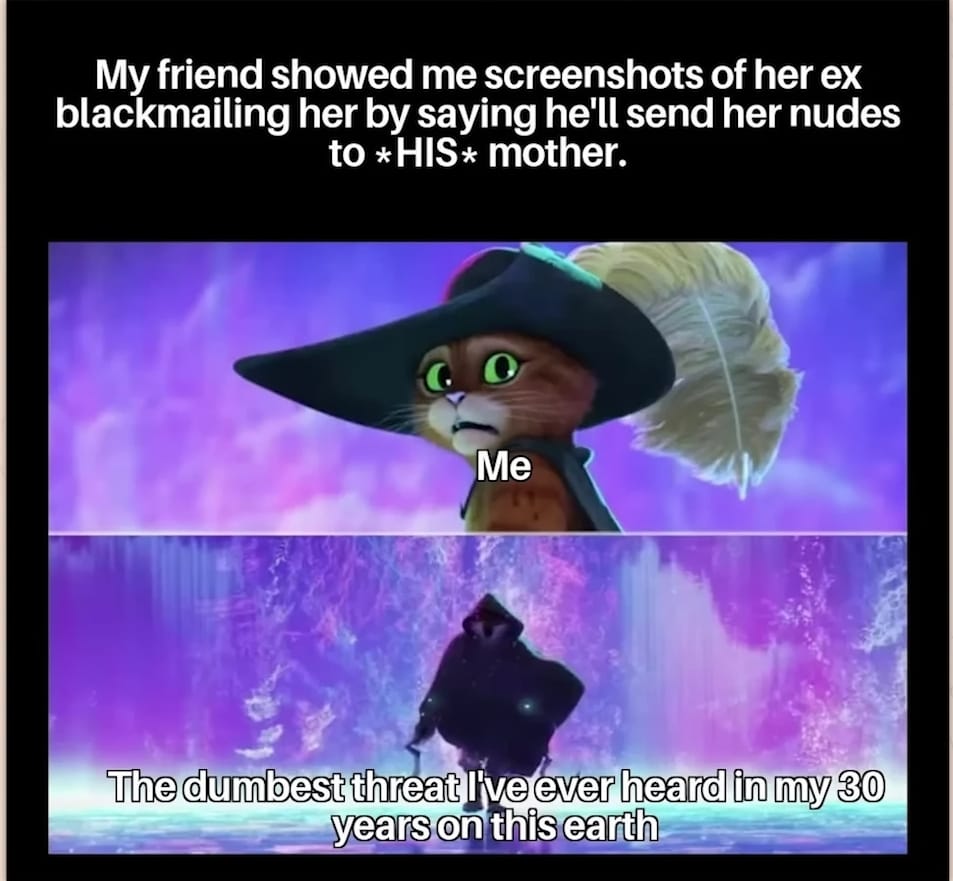 My friend showed me screenshots of her ex
blackmailing her by saying he'll send her nudes
to *HIS* mother.
Me
The dumbest threat I've ever heard in my 30
years on this earth